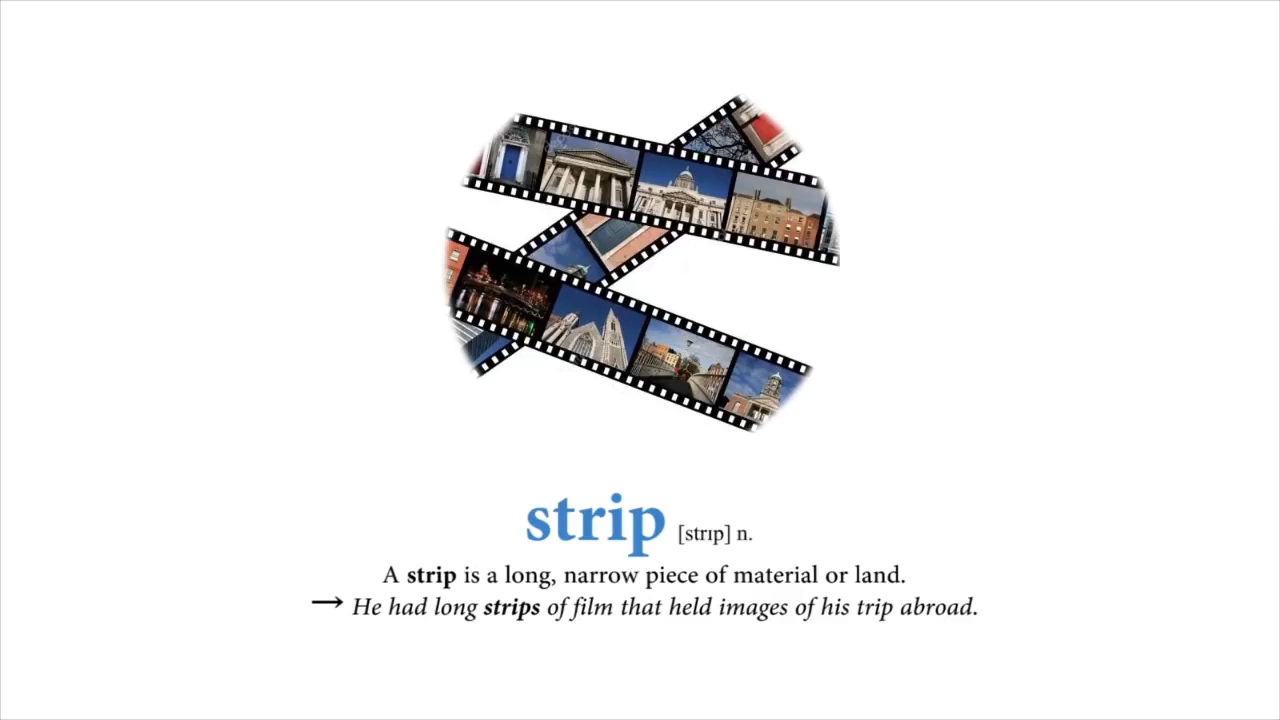 strip [strɪp] n.
A strip is a long, narrow piece of material or land.
→ He had long strips of film that held images of his trip abroad.